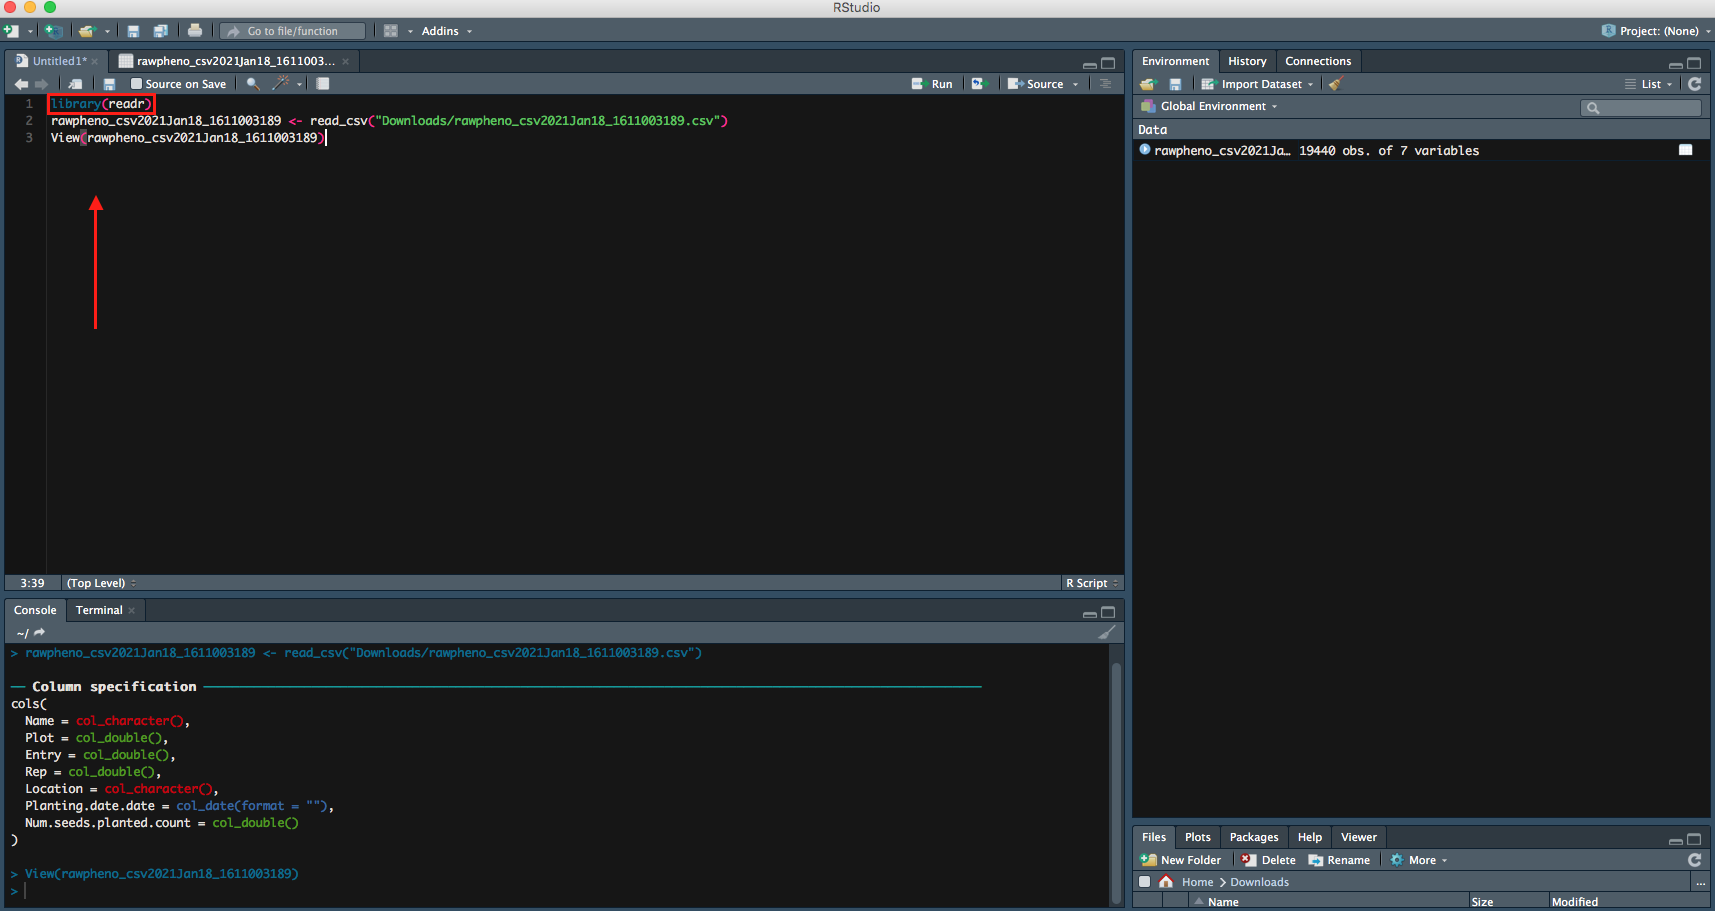 RStudio
Go to file/function
Addins
Project: (None)
Untitled1*
rawpheno_csv2021Jan18_1611003...
Source on Save
Run
Source
1 library(readr)
2 rawpheno_csv2021Jan18_1611003189 <- read_csv("Downloads/rawpheno_csv2021Jan18_1611003189.csv")
3 View(rawpheno_csv2021Jan18_1611003189)
3:39
(Top Level)
R Script
Console
Terminal
~/
> rawpheno_csv2021Jan18_1611003189 <- read_csv("Downloads/rawpheno_csv2021Jan18_1611003189.csv")
── Column specification ──
cols(
Name = col_character(),
Plot = col_double(),
Entry = col_double(),
Rep = col_double(),
Location = col_character(),
Planting.date.date = col_date(format = ""),
Num.seeds.planted.count = col_double()
)
> View(rawpheno_csv2021Jan18_1611003189)
>
Environment
History
Connections
Import Dataset
List
Global Environment
Data
rawpheno_csv2021Ja… 19440 obs. of 7 variables
Files
Plots
Packages
Help
Viewer
New Folder
Delete
Rename
More
Home > Downloads
...
Name
Size
Modified